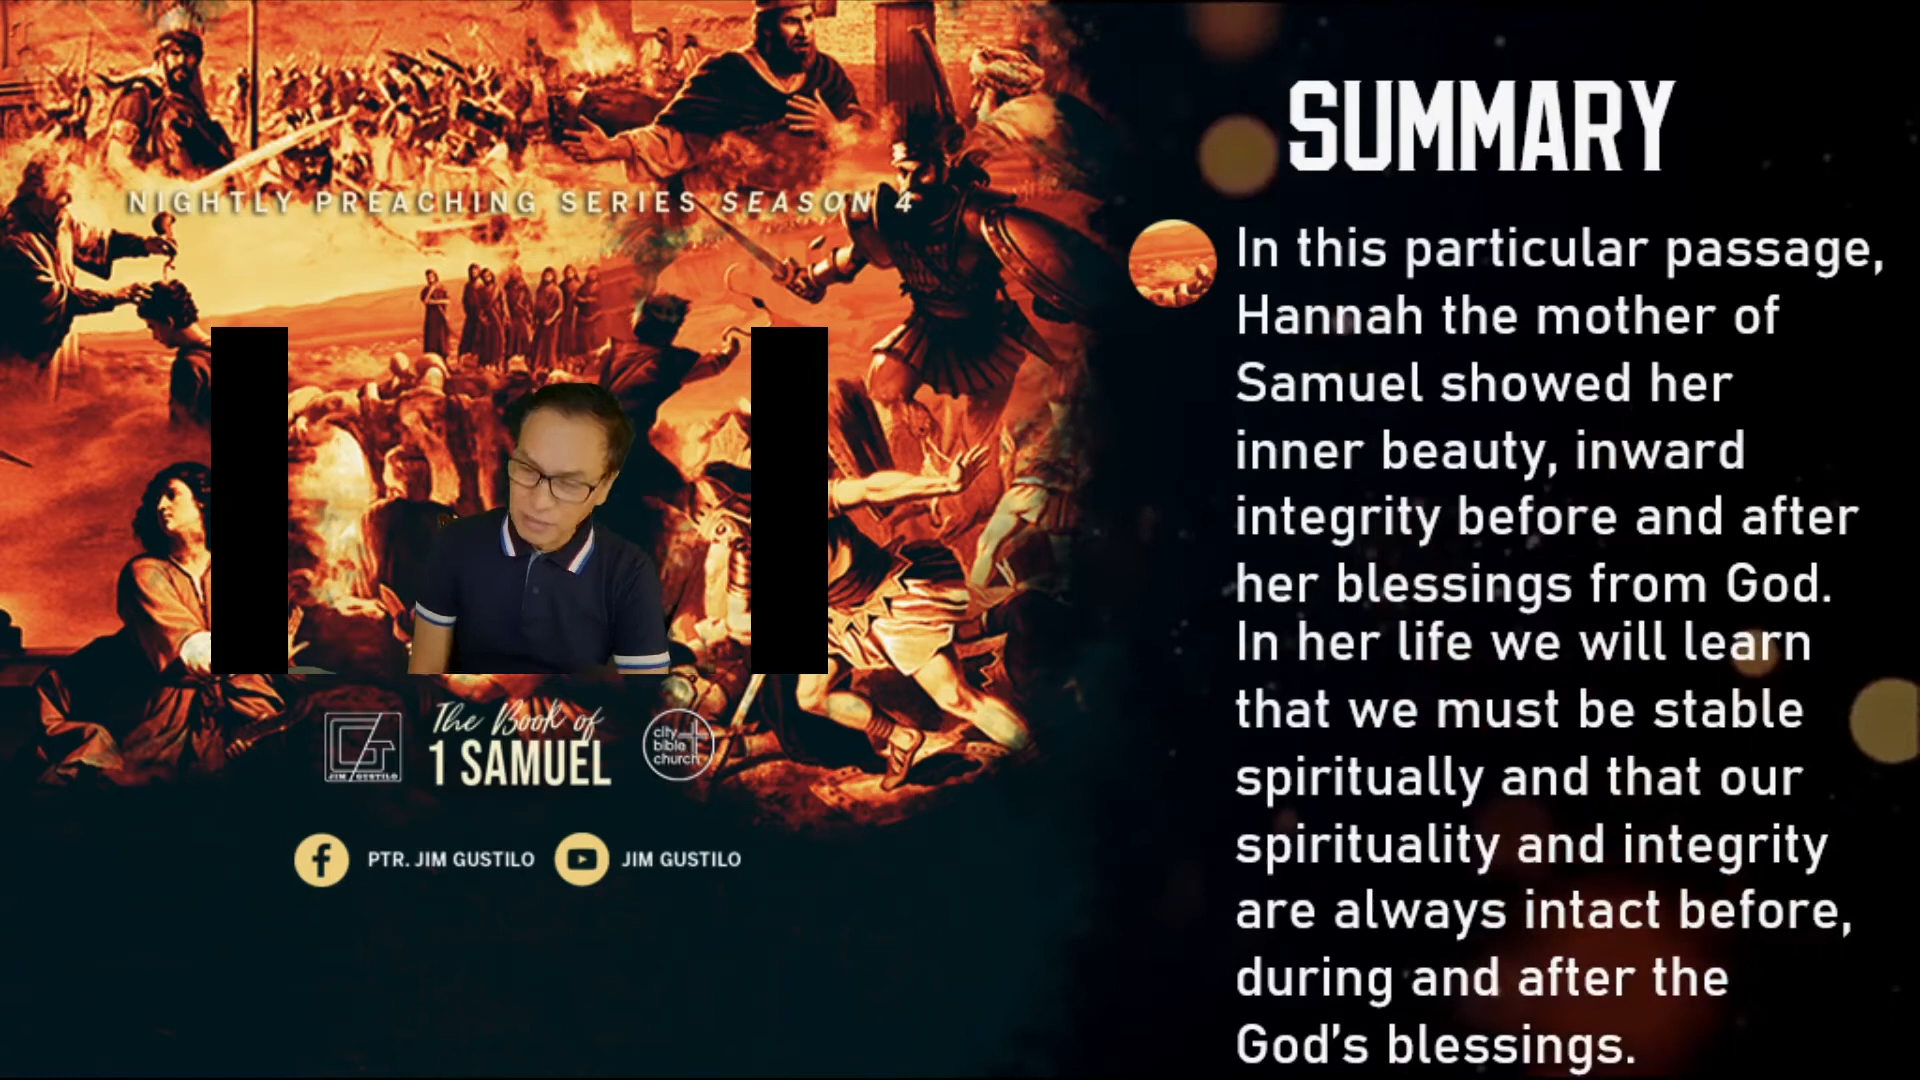 NIGHTLY PREACHING SERIES SEASON 4
JIM GUSTILO
The Book of
1 SAMUEL
city
bible
church
PTR. JIM GUSTILO
JIM GUSTILO
SUMMARY
In this particular passage,
Hannah the mother of
Samuel showed her
inner beauty, inward
integrity before and after
her blessings from God.
In her life we will learn
that we must be stable
spiritually and that our
spirituality and integrity
are always intact before,
during and after the
God's blessings.